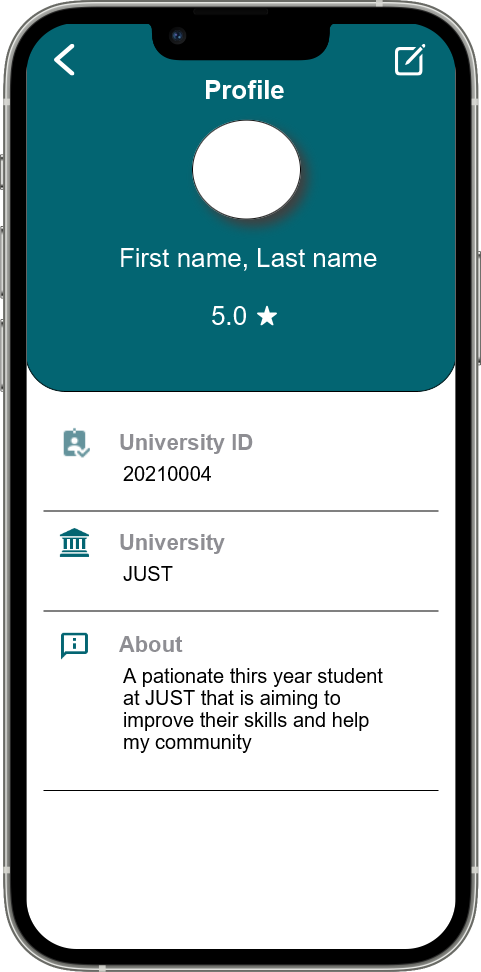 Profile
First name, Last name
5.0
University ID
20210004
University
JUST
About
A pationate thirs year student
at JUST that is aiming to
improve their skills and help
my community